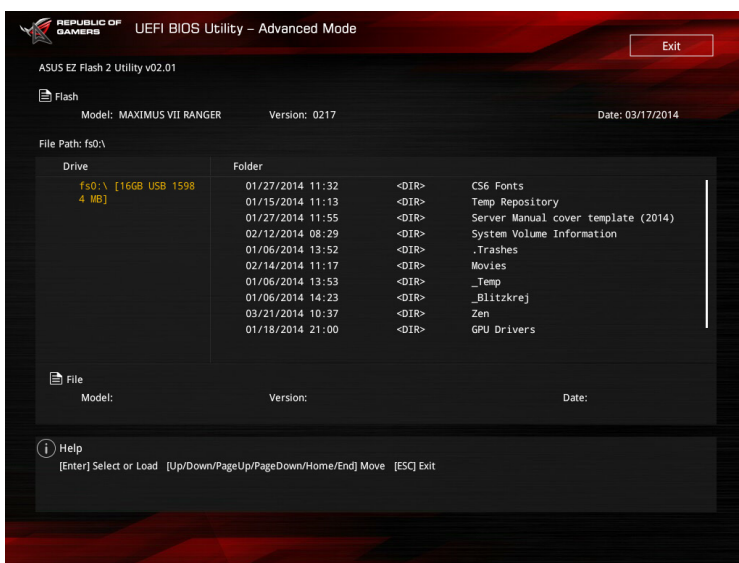 REPUBLIC OF
GAMERS
UEFI BIOS Utility – Advanced Mode
Exit
ASUS EZ Flash 2 Utility v02.01
Flash
Model: MAXIMUS VII RANGER Version: 0217 Date: 03/17/2014
File Path: fs0:\
Drive Folder
fs0:\ [16GB USB 1598
4 MB]
01/27/2014 11:32 <DIR> CS6 Fonts
01/15/2014 11:13 <DIR> Temp Repository
01/27/2014 11:55 <DIR> Server Manual cover template (2014)
02/12/2014 08:29 <DIR> System Volume Information
01/06/2014 13:52 <DIR> .Trashes
02/14/2014 11:17 <DIR> Movies
01/06/2014 13:53 <DIR> _Temp
01/06/2014 14:23 <DIR> _Blitzkrej
03/21/2014 10:37 <DIR> Zen
01/18/2014 21:00 <DIR> GPU Drivers
File
Model: Version: Date:
Help
[Enter] Select or Load [Up/Down/PageUp/PageDown/Home/End] Move [ESC] Exit